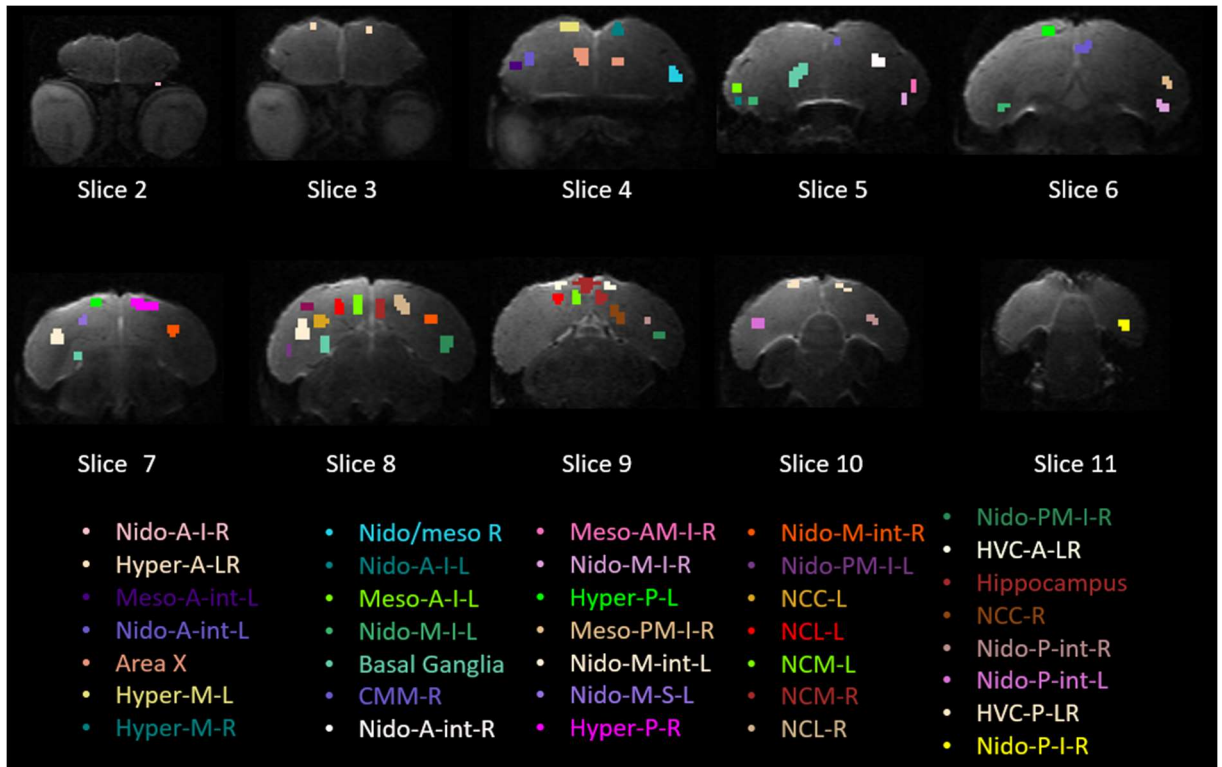 Slice 2
Slice 3
Slice 4
Slice 5
Slice 6
Slice 7
Slice 8
Slice 9
Slice 10
Slice 11
• Nido-A-I-R
• Hyper-A-LR
• Meso-A-int-L
• Nido-A-int-L
• Area X
• Hyper-M-L
• Hyper-M-R
• Nido/meso R
• Nido-A-I-L
• Meso-A-I-L
• Nido-M-I-L
• Basal Ganglia
• CMM-R
• Nido-A-int-R
• Meso-AM-I-R
• Nido-M-I-R
• Hyper-P-L
• Meso-PM-I-R
• Nido-M-int-L
• Nido-M-S-L
• Hyper-P-R
• Nido-M-int-R
• Nido-PM-I-L
• NCC-L
• NCL-L
• NCM-L
• NCM-R
• NCL-R
• Nido-PM-I-R
• HVC-A-LR
• Hippocampus
• NCC-R
• Nido-P-int-R
• Nido-P-int-L
• HVC-P-LR
• Nido-P-I-R